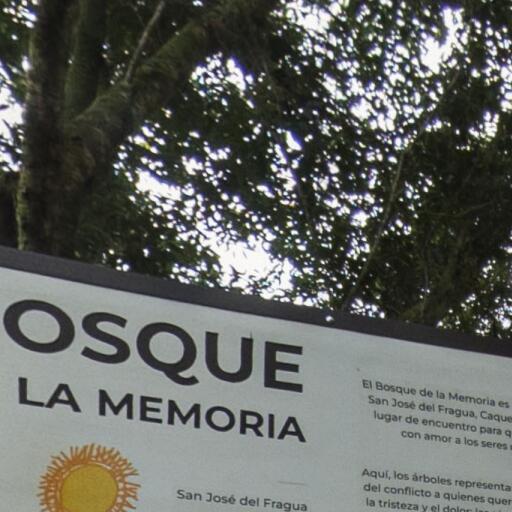 OSQUE
LA MEMORIA
San José del Fragua
El Bosque de la Memoria es
San José del Fragua, Caque
lugar de encuentro para q
con amor a los seres
Aquí, los árboles representa
del conflicto a quienes quer
la tristeza y el dolor